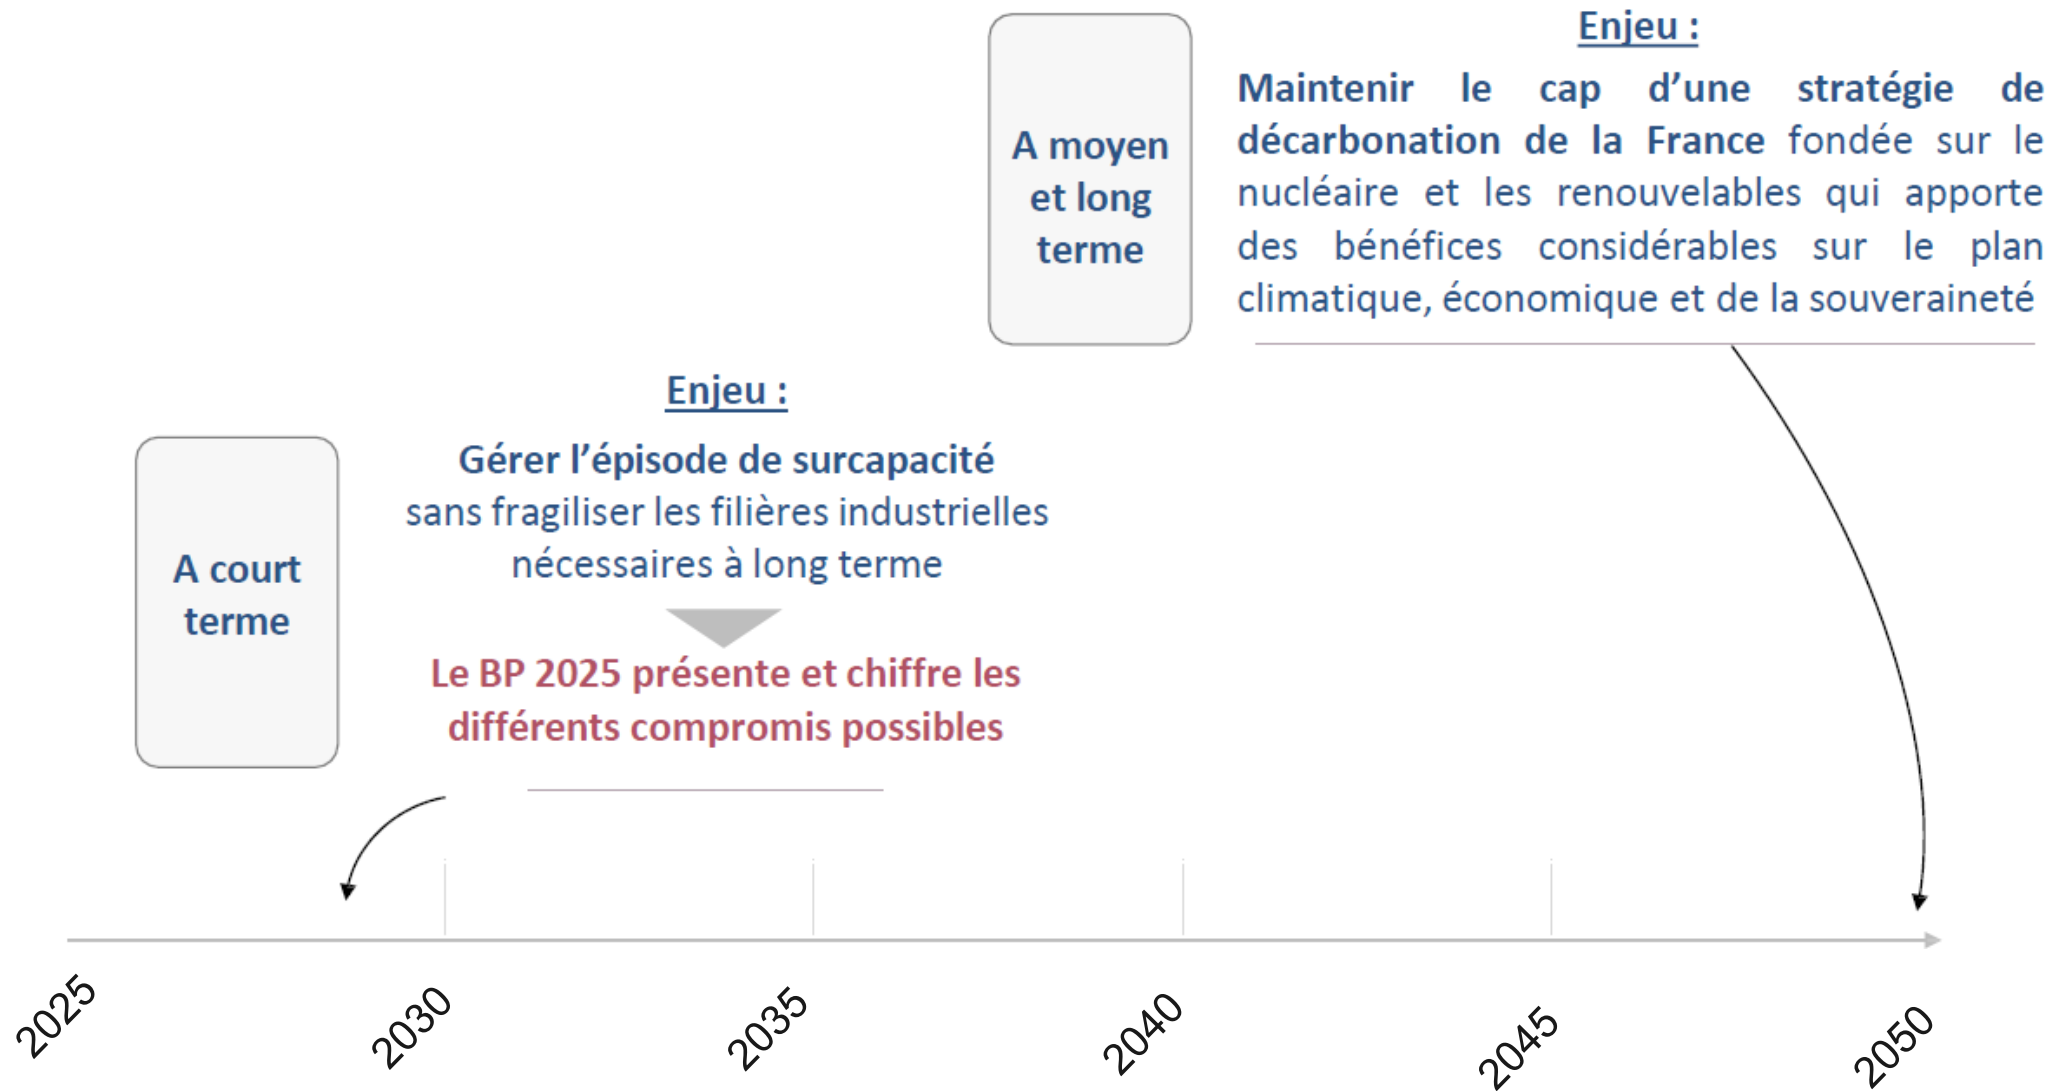 Enjeu :
Maintenir le cap d’une stratégie de
décarbonation de la France fondée sur le
nucléaire et les renouvelables qui apporte
des bénéfices considérables sur le plan
climatique, économique et de la souveraineté
A moyen
et long
terme
Enjeu :
Gérer l’épisode de surcapacité
sans fragiliser les filières industrielles
nécessaires à long terme
Le BP 2025 présente et chiffre les
différents compromis possibles
A court
terme
2025
2030
2035
2040
2045
2050